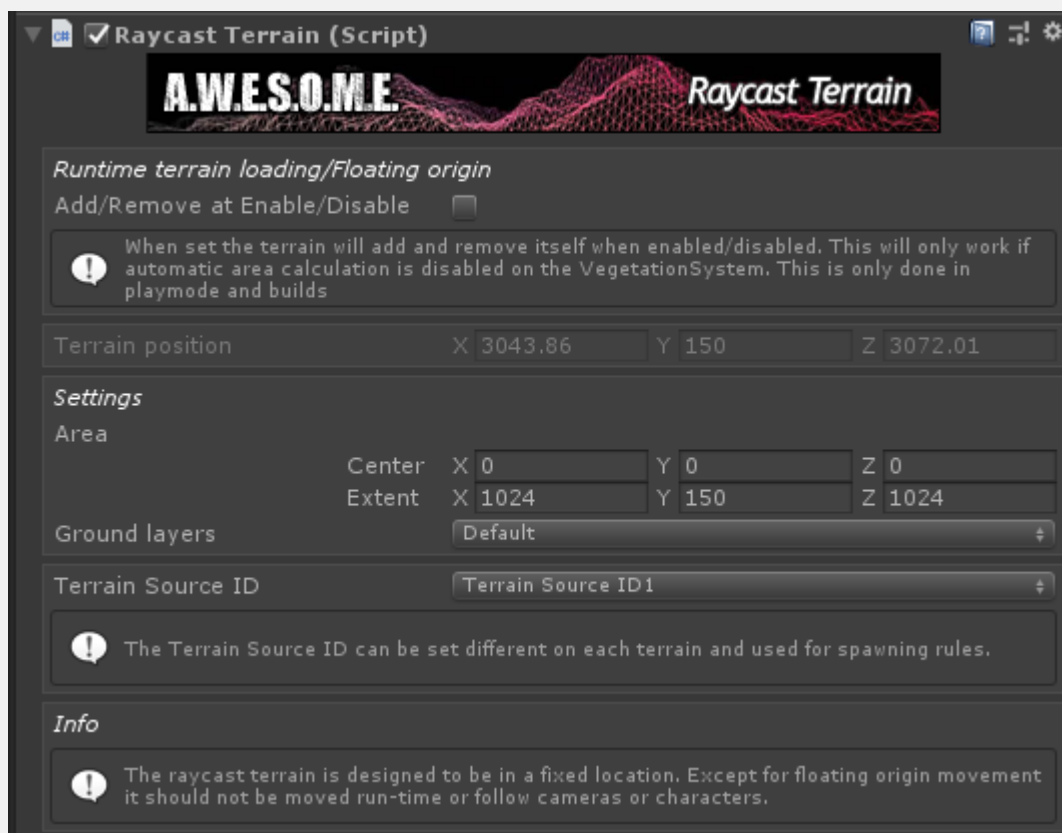 Raycast Terrain (Script)
A.W.E.S.O.M.E. Raycast Terrain
Runtime terrain loading/Floating origin
Add/Remove at Enable/Disable
When set the terrain will add and remove itself when enabled/disabled. This will only work if
automatic area calculation is disabled on the VegetationSystem. This is only done in
playmode and builds
Terrain position X 3043.86 Y 150 Z 3072.01
Settings
Area
Center X 0 Y 0 Z 0
Extent X 1024 Y 150 Z 1024
Ground layers Default
Terrain Source ID Terrain Source ID1
The Terrain Source ID can be set different on each terrain and used for spawning rules.
Info
The raycast terrain is designed to be in a fixed location. Except for floating origin movement
it should not be moved run-time or follow cameras or characters.